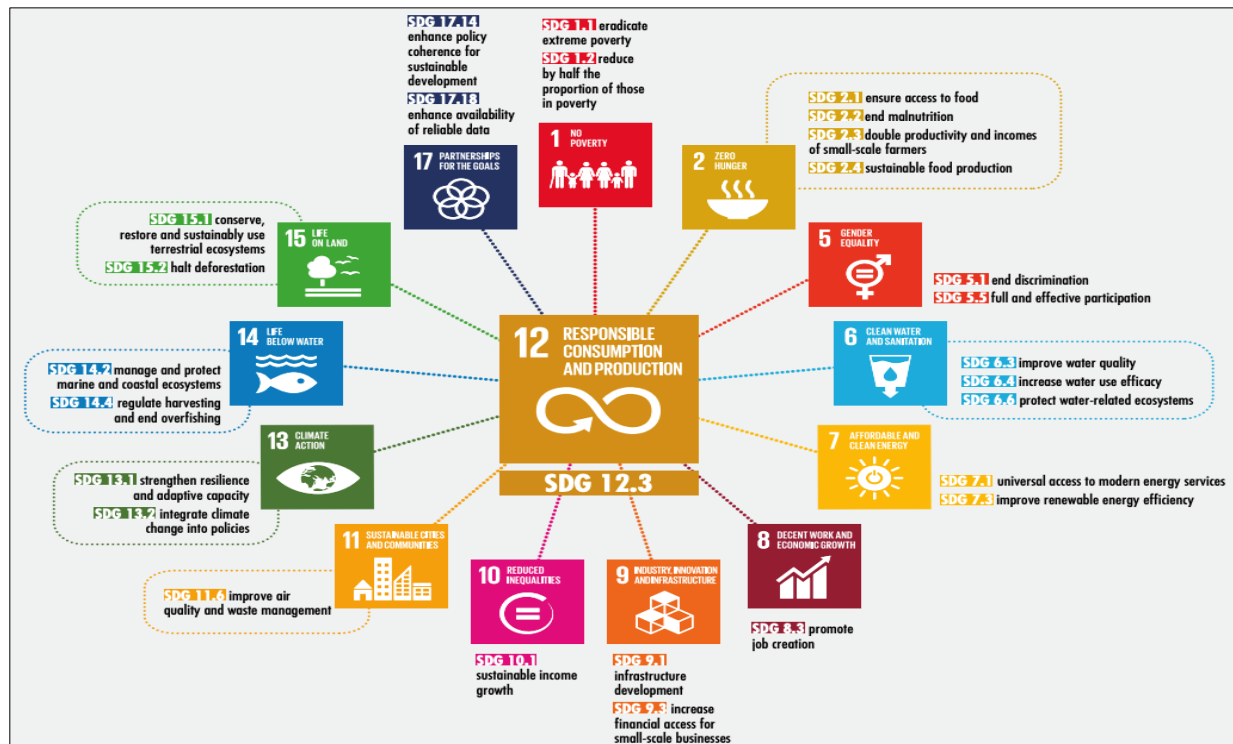 SDG 17.14
enhance policy
coherence for
sustainable
development
SDG 17.18
enhance availability
of reliable data
17 PARTNERSHIPS
FOR THE GOALS
SDG 1.1 eradicate
extreme poverty
SDG 1.2 reduce
by half the
proportion of those
in poverty
1 NO
POVERTY
2 ZERO
HUNGER
SDG 2.1 ensure access to food
SDG 2.2 end malnutrition
SDG 2.3 double productivity and incomes
of small-scale farmers
SDG 2.4 sustainable food production
SDG 15.1 conserve,
restore and sustainably use
terrestrial ecosystems
SDG 15.2 halt deforestation
15 LIFE
ON LAND
5 GENDER
EQUALITY
SDG 5.1 end discrimination
SDG 5.5 full and effective participation
14 LIFE
BELOW WATER
SDG 14.2 manage and protect
marine and coastal ecosystems
SDG 14.4 regulate harvesting
and end overfishing
12 RESPONSIBLE
CONSUMPTION
AND PRODUCTION
SDG 12.3
6 CLEAN WATER
AND SANITATION
SDG 6.3 improve water quality
SDG 6.4 increase water use efficacy
SDG 6.6 protect water-related ecosystems
13 CLIMATE
ACTION
SDG 13.1 strengthen resilience
and adaptive capacity
SDG 13.2 integrate climate
change into policies
7 AFFORDABLE AND
CLEAN ENERGY
SDG 7.1 universal access to modern energy services
SDG 7.3 improve renewable energy efficiency
11 SUSTAINABLE CITIES
AND COMMUNITIES
SDG 11.6 improve air
quality and waste management
10 REDUCED
INEQUALITIES
SDG 10.1
sustainable income
growth
9 INDUSTRY, INNOVATION
AND INFRASTRUCTURE
SDG 9.1
infrastructure
development
SDG 9.3 increase
financial access for
small-scale businesses
8 DECENT WORK AND
ECONOMIC GROWTH
SDG 8.3 promote
job creation